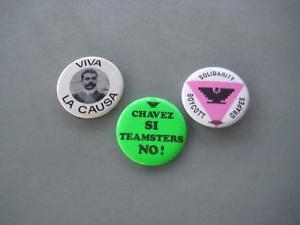 VIVA
LA CAUSA
CHAVEZ
SI
TEAMSTERS
NO!
SOLIDARITY
BOYCOTT
GRAPES